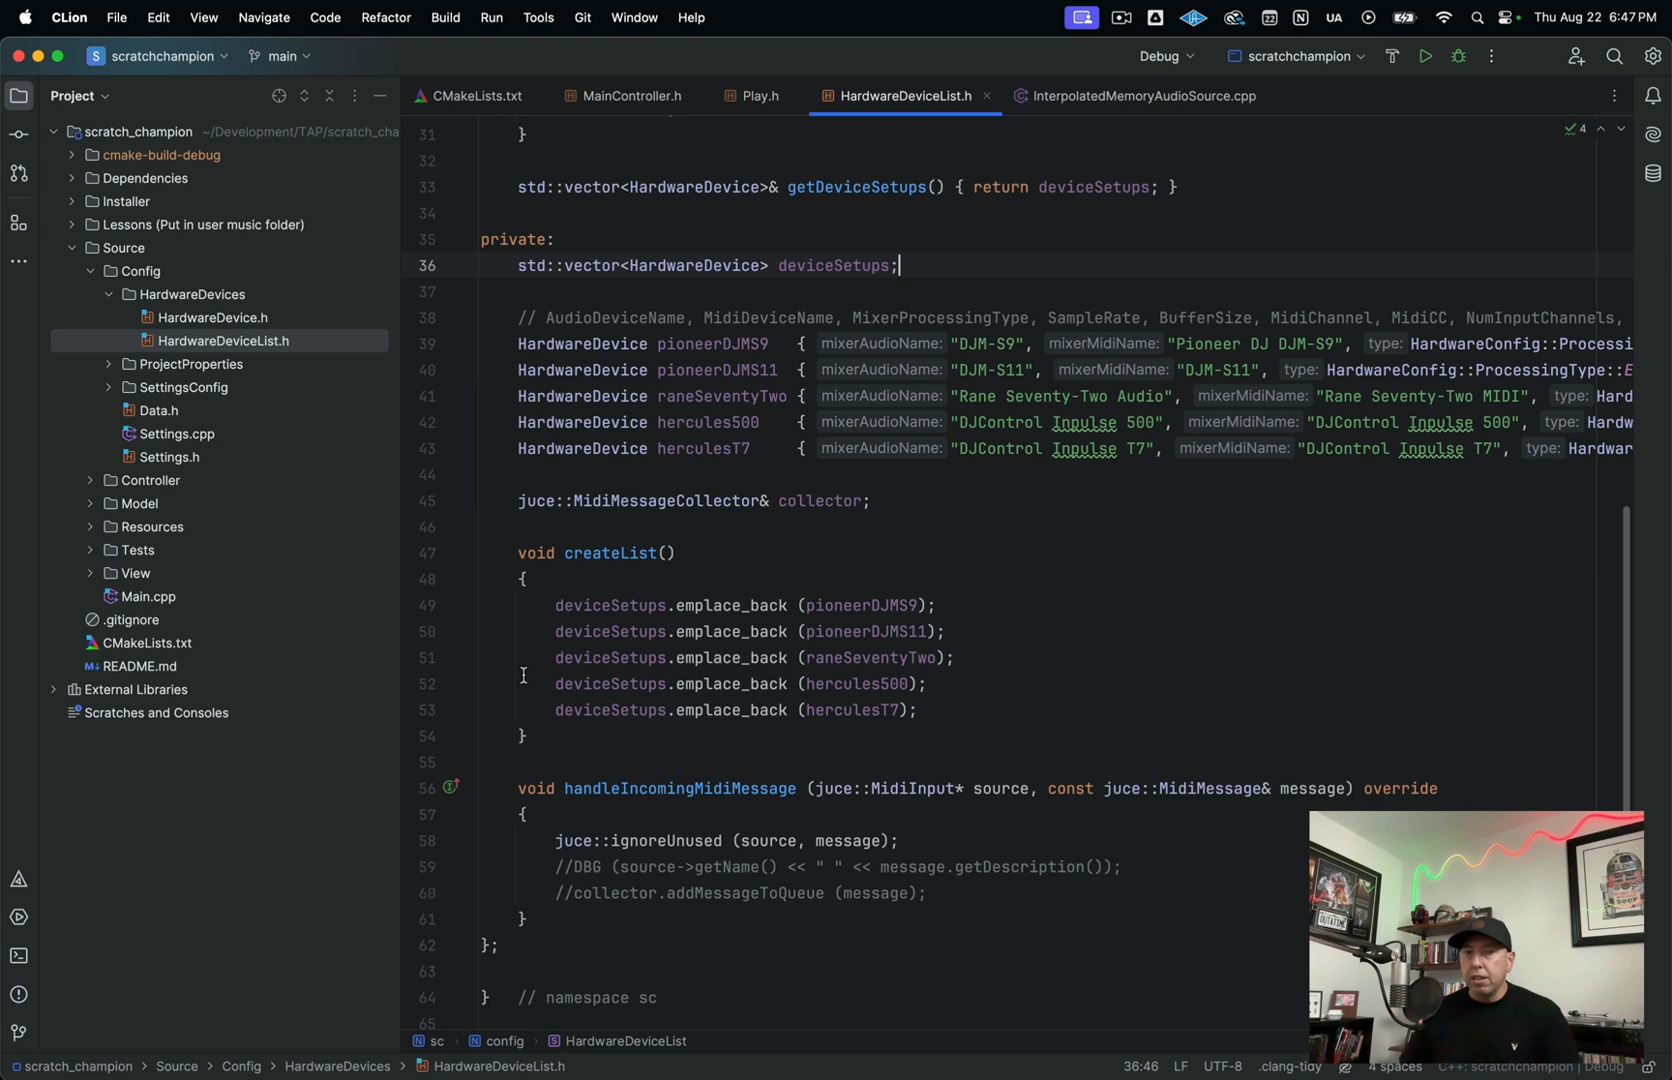 CLion File Edit View Navigate Code Refactor Build Run Tools Git Window Help 22 UA Thu Aug 22 6:47 PM
S scratchchampion main Debug scratchchampion
Project CMakeLists.txt MainController.h Play.h HardwareDeviceList.h InterpolatedMemoryAudioSource.cpp
scratch_champion ~/Development/TAP/scratch_cha
cmake-build-debug
Dependencies
Installer
Lessons (Put in user music folder)
Source
Config
HardwareDevices
HardwareDevice.h
HardwareDeviceList.h
ProjectProperties
SettingsConfig
Data.h
Settings.cpp
Settings.h
Controller
Model
Resources
Tests
View
Main.cpp
.gitignore
CMakeLists.txt
README.md
External Libraries
Scratches and Consoles
4
31 }
32
33 std::vector<HardwareDevice>& getDeviceSetups() { return deviceSetups; }
34
35 private:
36 std::vector<HardwareDevice> deviceSetups;
37
38 // AudioDeviceName, MidiDeviceName, MixerProcessingType, SampleRate, BufferSize, MidiChannel, MidiCC, NumInputChannels,
39 HardwareDevice pioneerDJMS9 { mixerAudioName: "DJM-S9", mixerMidiName: "Pioneer DJ DJM-S9", type: HardwareConfig::Processi
40 HardwareDevice pioneerDJMS11 { mixerAudioName: "DJM-S11", mixerMidiName: "DJM-S11", type: HardwareConfig::ProcessingType::E
41 HardwareDevice raneSeventyTwo { mixerAudioName: "Rane Seventy-Two Audio", mixerMidiName: "Rane Seventy-Two MIDI", type: Hard
42 HardwareDevice hercules500 { mixerAudioName: "DJControl Inpulse 500", mixerMidiName: "DJControl Inpulse 500", type: Hardw
43 HardwareDevice herculesT7 { mixerAudioName: "DJControl Inpulse T7", mixerMidiName: "DJControl Inpulse T7", type: Hardwar
44
45 juce::MidiMessageCollector& collector;
46
47 void createList()
48 {
49 deviceSetups.emplace_back (pioneerDJMS9);
50 deviceSetups.emplace_back (pioneerDJMS11);
51 deviceSetups.emplace_back (raneSeventyTwo);
52 deviceSetups.emplace_back (hercules500);
53 deviceSetups.emplace_back (herculesT7);
54 }
55
56 void handleIncomingMidiMessage (juce::MidiInput* source, const juce::MidiMessage& message) override
57 {
58 juce::ignoreUnused (source, message);
59 //DBG (source->getName() << " " << message.getDescription());
60 //collector.addMessageToQueue (message);
61 }
62 };
63
64 } // namespace sc
65
sc config HardwareDeviceList
scratch_champion Source Config HardwareDevices HardwareDeviceList.h 36:46 LF UTF-8 .clang-tidy 4 spaces C++: scratchchampion | Debug